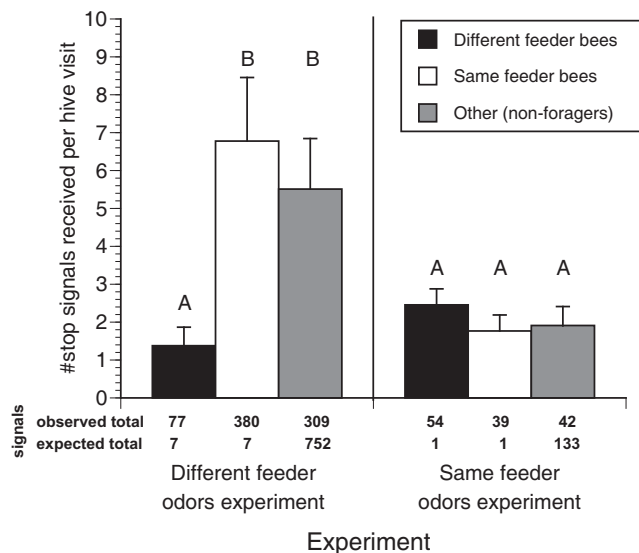 #stop signals received per hive visit
10
9
8
7
6
5
4
3
2
1
0
A
B
B
A
A
A
Different feeder bees
Same feeder bees
Other (non-foragers)
signals
observed total 77 380 309 54 39 42
expected total 7 7 752 1 1 133
Different feeder
odors experiment
Same feeder
odors experiment
Experiment